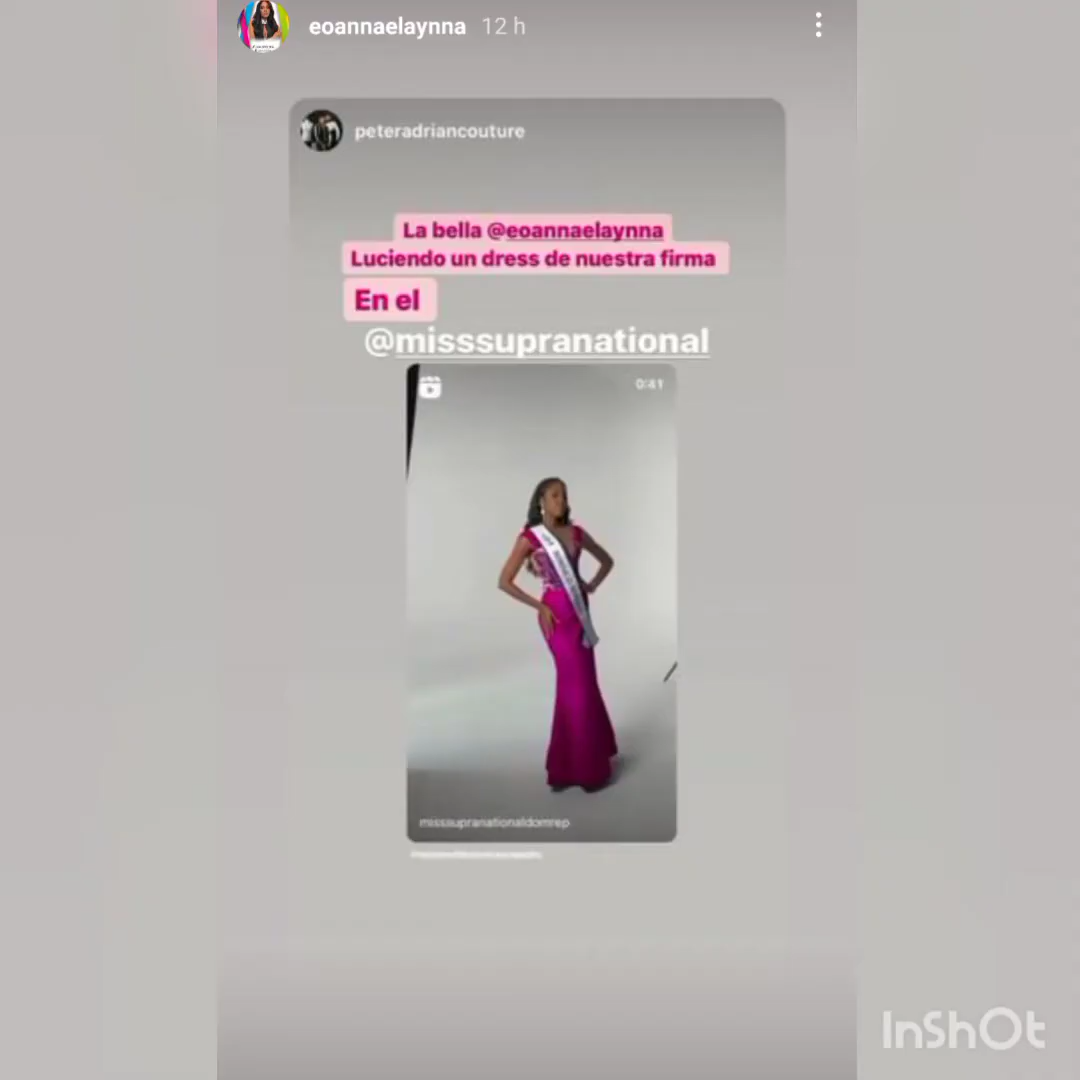 eoannaelaynna 12 h
peteradriancouture
La bella @eoannaelaynna
Luciendo un dress de nuestra firma
En el
@misssupranational
0:41
misssupranationaldomrep
InShOt